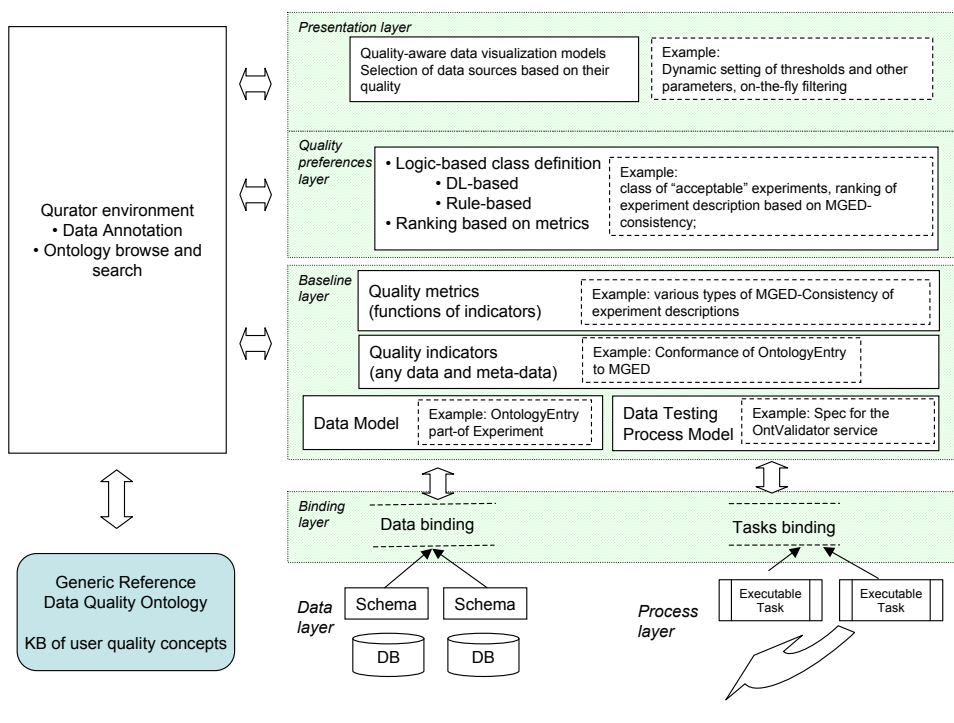 Presentation layer
Quality-aware data visualization models
Selection of data sources based on their
quality
Example:
Dynamic setting of thresholds and other
parameters, on-the-fly filtering
Quality
preferences
layer
• Logic-based class definition
• DL-based
• Rule-based
• Ranking based on metrics
Example:
class of “acceptable” experiments, ranking of
experiment description based on MGED-
consistency;
Qurator environment
• Data Annotation
• Ontology browse and
search
Baseline
layer
Quality metrics
(functions of indicators)
Example: various types of MGED-Consistency of
experiment descriptions
Quality indicators
(any data and meta-data)
Example: Conformance of OntologyEntry
to MGED
Data Model
Example: OntologyEntry
part-of Experiment
Data Testing
Process Model
Example: Spec for the
OntValidator service
Binding
layer
Data binding
Tasks binding
Generic Reference
Data Quality Ontology
KB of user quality concepts
Data
layer
Schema
Schema
DB
DB
Process
layer
Executable
Task
Executable
Task